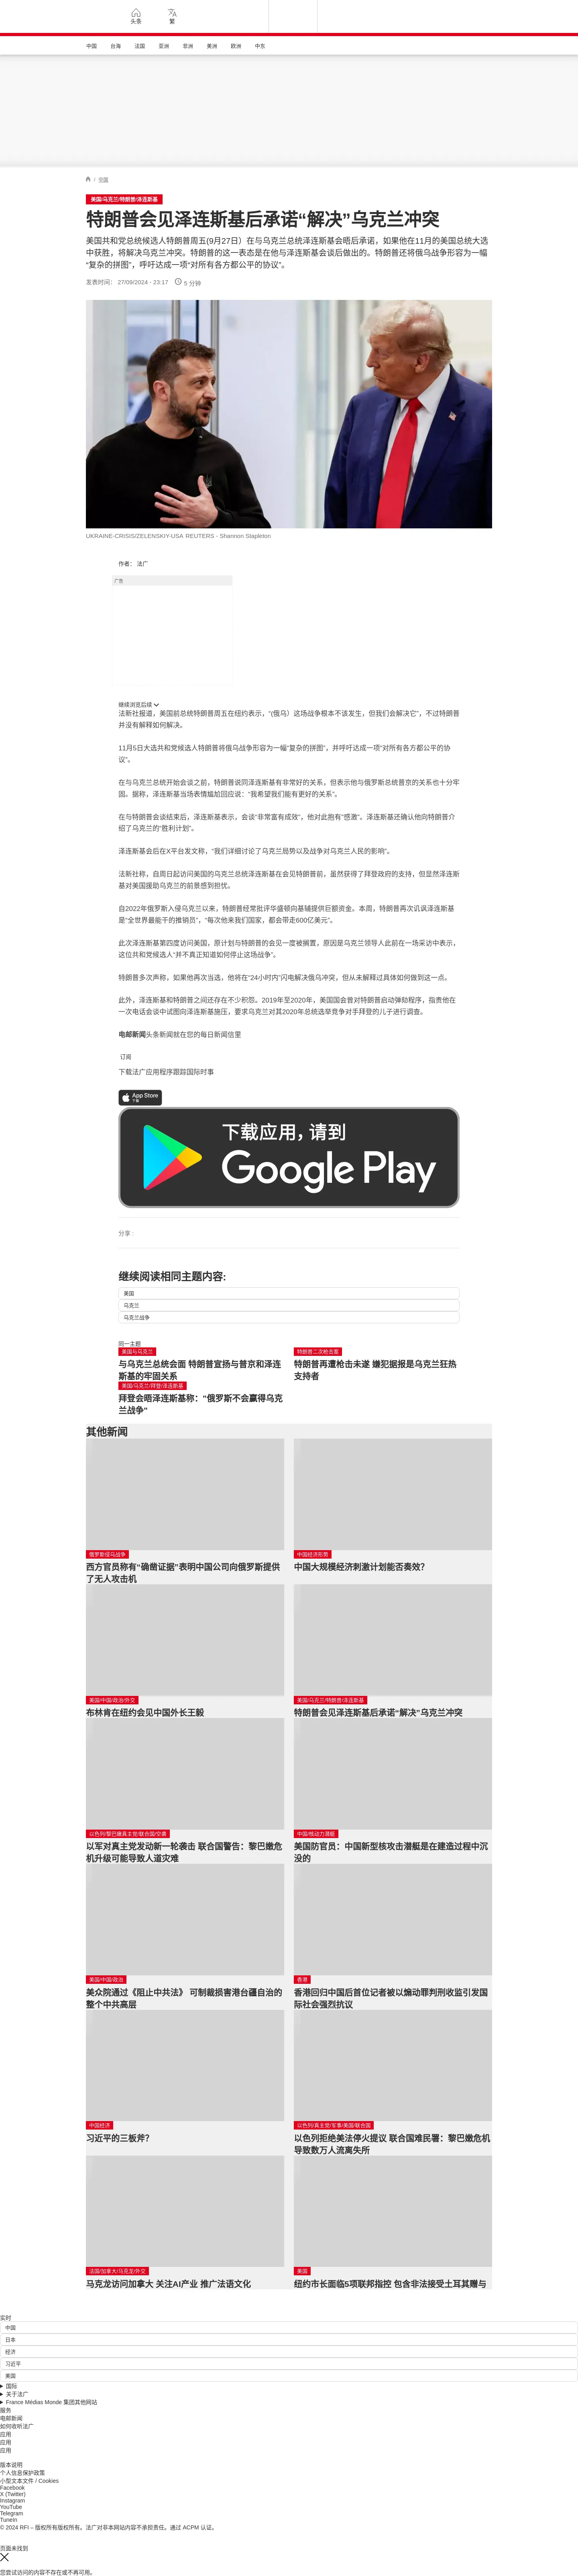 头条
繁
中国
台海
法国
亚洲
非洲
美洲
欧洲
中东
/ 中国
美国/乌克兰/特朗普/泽连斯基
特朗普会见泽连斯基后承诺“解决”乌克兰冲突
美国共和党总统候选人特朗普周五(9月27日）在与乌克兰总统泽连斯基会晤后承诺，如果他在11月的美国总统大选
中获胜，将解决乌克兰冲突。特朗普的这一表态是在他与泽连斯基会谈后做出的。特朗普还将俄乌战争形容为一幅
“复杂的拼图”，呼吁达成一项“对所有各方都公平的协议”。
发表时间： 27/09/2024 - 23:17
5 分钟
UKRAINE-CRISIS/ZELENSKIY-USA REUTERS - Shannon Stapleton
作者： 法广
广告
继续浏览后续
法新社报道，美国前总统特朗普周五在纽约表示，“(俄乌）这场战争根本不该发生，但我们会解决它”，不过特朗普
并没有解释如何解决。
11月5日大选共和党候选人特朗普将俄乌战争形容为一幅“复杂的拼图”，并呼吁达成一项“对所有各方都公平的协
议”。
在与乌克兰总统开始会谈之前，特朗普说同泽连斯基有非常好的关系，但表示他与俄罗斯总统普京的关系也十分牢
固。据称，泽连斯基当场表情尴尬回应说：“我希望我们能有更好的关系”。
在与特朗普会谈结束后，泽连斯基表示，会谈“非常富有成效”，他对此抱有“感激”。泽连斯基还确认他向特朗普介
绍了乌克兰的“胜利计划”。
泽连斯基会后在X平台发文称，“我们详细讨论了乌克兰局势以及战争对乌克兰人民的影响”。
法新社称，自周日起访问美国的乌克兰总统泽连斯基在会见特朗普前，虽然获得了拜登政府的支持，但显然泽连斯
基对美国援助乌克兰的前景感到担忧。
自2022年俄罗斯入侵乌克兰以来，特朗普经常批评华盛顿向基辅提供巨额资金。本周，特朗普再次讥讽泽连斯基
是“全世界最能干的推销员”，“每次他来我们国家，都会带走600亿美元”。
此次泽连斯基第四度访问美国，原计划与特朗普的会见一度被搁置，原因是乌克兰领导人此前在一场采访中表示，
这位共和党候选人“并不真正知道如何停止这场战争”。
特朗普多次声称，如果他再次当选，他将在“24小时内”闪电解决俄乌冲突，但从未解释过具体如何做到这一点。
此外，泽连斯基和特朗普之间还存在不少积怨。2019年至2020年，美国国会曾对特朗普启动弹劾程序，指责他在
一次电话会谈中试图向泽连斯基施压，要求乌克兰对其2020年总统选举竞争对手拜登的儿子进行调查。
电邮新闻头条新闻就在您的每日新闻信里
订阅
下载法广应用程序跟踪国际时事
App Store
下载
下载应用，请到
Google Play
分享 :
继续阅读相同主题内容:
美国
乌克兰
乌克兰战争
同一主题
美国与乌克兰
与乌克兰总统会面 特朗普宣扬与普京和泽连
斯基的牢固关系
特朗普二次枪击案
特朗普再遭枪击未遂 嫌犯据报是乌克兰狂热
支持者
美国/乌克兰/拜登/泽连斯基
拜登会晤泽连斯基称：“俄罗斯不会赢得乌克
兰战争”
其他新闻
俄罗斯侵乌战争
西方官员称有“确凿证据”表明中国公司向俄罗斯提供
了无人攻击机
中国经济形势
中国大规模经济刺激计划能否奏效？
美国/中国/政治/外交
布林肯在纽约会见中国外长王毅
美国/乌克兰/特朗普/泽连斯基
特朗普会见泽连斯基后承诺“解决”乌克兰冲突
以色列/黎巴嫩真主党/联合国/空袭
以军对真主党发动新一轮袭击 联合国警告：黎巴嫩危
机升级可能导致人道灾难
中国/核动力潜艇
美国防官员：中国新型核攻击潜艇是在建造过程中沉
没的
美国/中国/政治
美众院通过《阻止中共法》 可制裁损害港台疆自治的
整个中共高层
香港
香港回归中国后首位记者被以煽动罪判刑收监引发国
际社会强烈抗议
中国经济
习近平的三板斧？
以色列/真主党/军事/美国/联合国
以色列拒绝美法停火提议 联合国难民署：黎巴嫩危机
导致数万人流离失所
法国/加拿大/马克龙/外交
马克龙访问加拿大 关注AI产业 推广法语文化
美国
纽约市长面临5项联邦指控 包含非法接受土耳其赠与
实时
中国
日本
经济
习近平
美国
国际
关于法广
France Médias Monde 集团其他网站
服务
电邮新闻
如何收听法广
应用
应用
应用
版本说明
个人信息保护政策
小型文本文件 / Cookies
Facebook
X (Twitter)
Instagram
YouTube
Telegram
TuneIn
© 2024 RFI – 版权所有版权所有。法广对非本网站内容不承担责任。通过 ACPM 认证。
页面未找到
您尝试访问的内容不存在或不再可用。